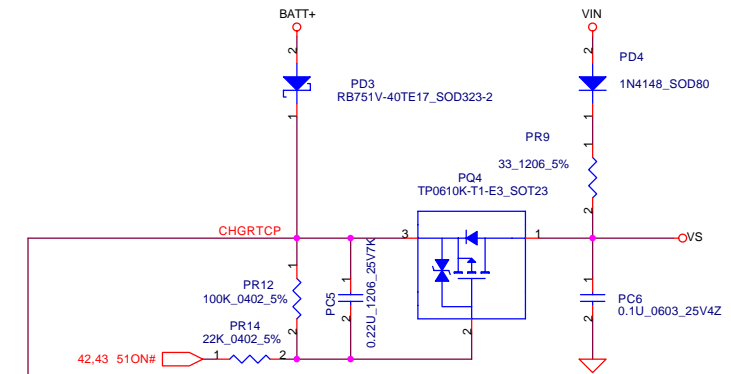 BATT+
VIN
2
2
PD3
RB751V-40TE17_SOD323-2
PD4
1N4148_SOD80
1
1
PR9
33_1206_5%
1
2
PQ4
TP0610K-T1-E3_SOT23
CHGRTCP
3
1
VS
PR12
100K_0402_5%
1
2
PC5
0.22U_1206_25V7K
1
2
2
PC6
0.1U_0603_25V4Z
1
2
PR14
22K_0402_5%
42,43 51ON#
1
2